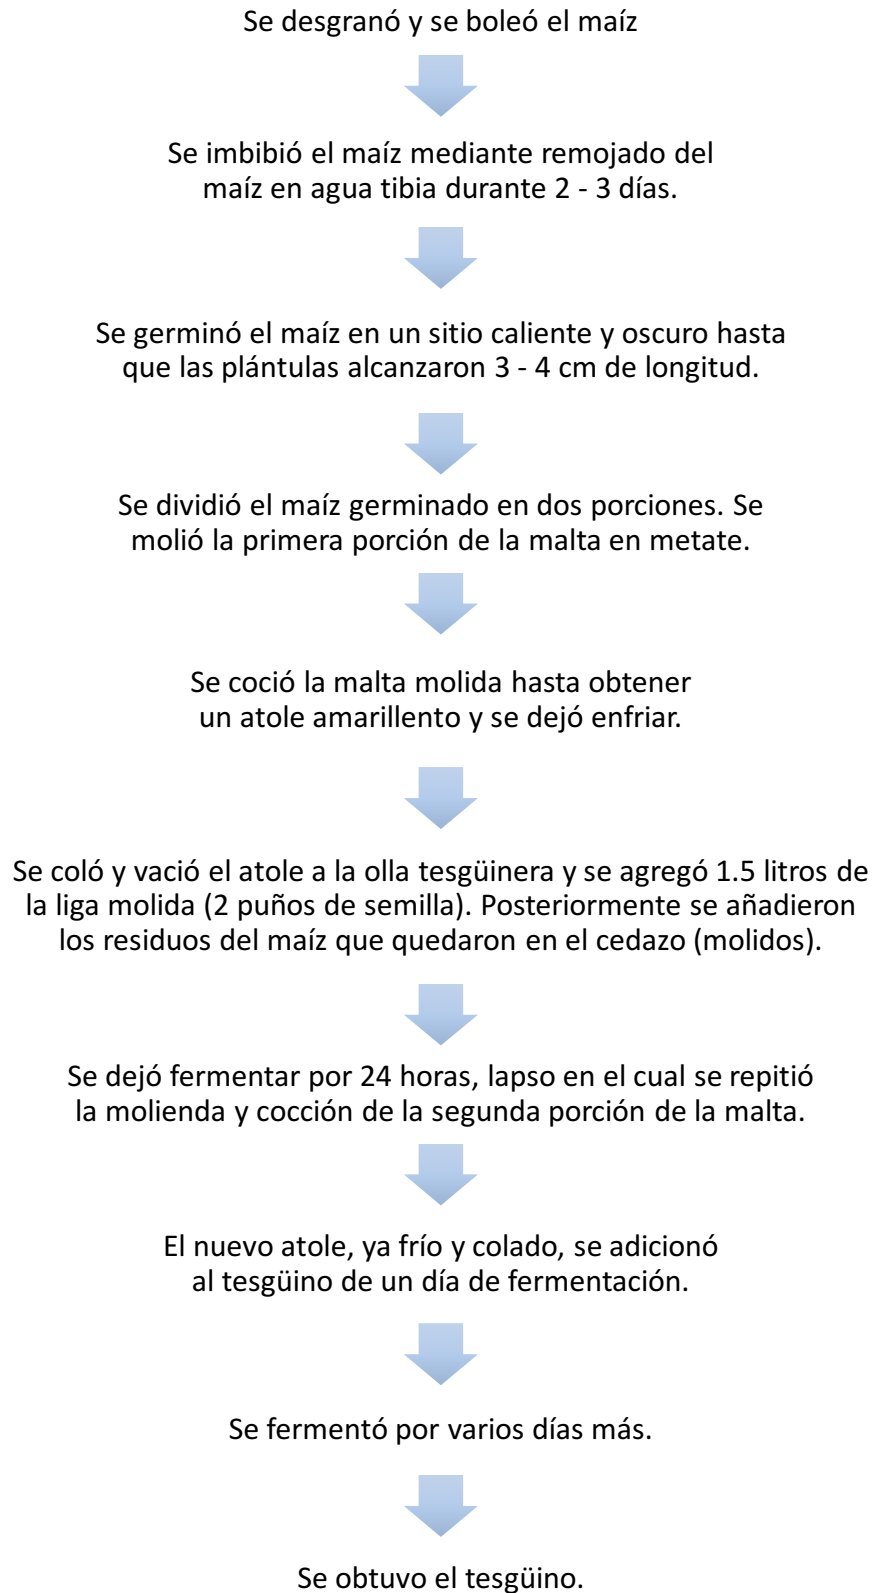 Se desgranó y se boleó el maíz
Se imbibió el maíz mediante remojado del
maíz en agua tibia durante 2 - 3 días.
Se germinó el maíz en un sitio caliente y oscuro hasta
que las plántulas alcanzaron 3 - 4 cm de longitud.
Se dividió el maíz germinado en dos porciones. Se
molió la primera porción de la malta en metate.
Se coció la malta molida hasta obtener
un atole amarillento y se dejó enfriar.
Se coló y vació el atole a la olla tesgüinera y se agregó 1.5 litros de
la liga molida (2 puños de semilla). Posteriormente se añadieron
los residuos del maíz que quedaron en el cedazo (molidos).
Se dejó fermentar por 24 horas, lapso en el cual se repitió
la molienda y cocción de la segunda porción de la malta.
El nuevo atole, ya frío y colado, se adicionó
al tesgüino de un día de fermentación.
Se fermentó por varios días más.
Se obtuvo el tesgüino.